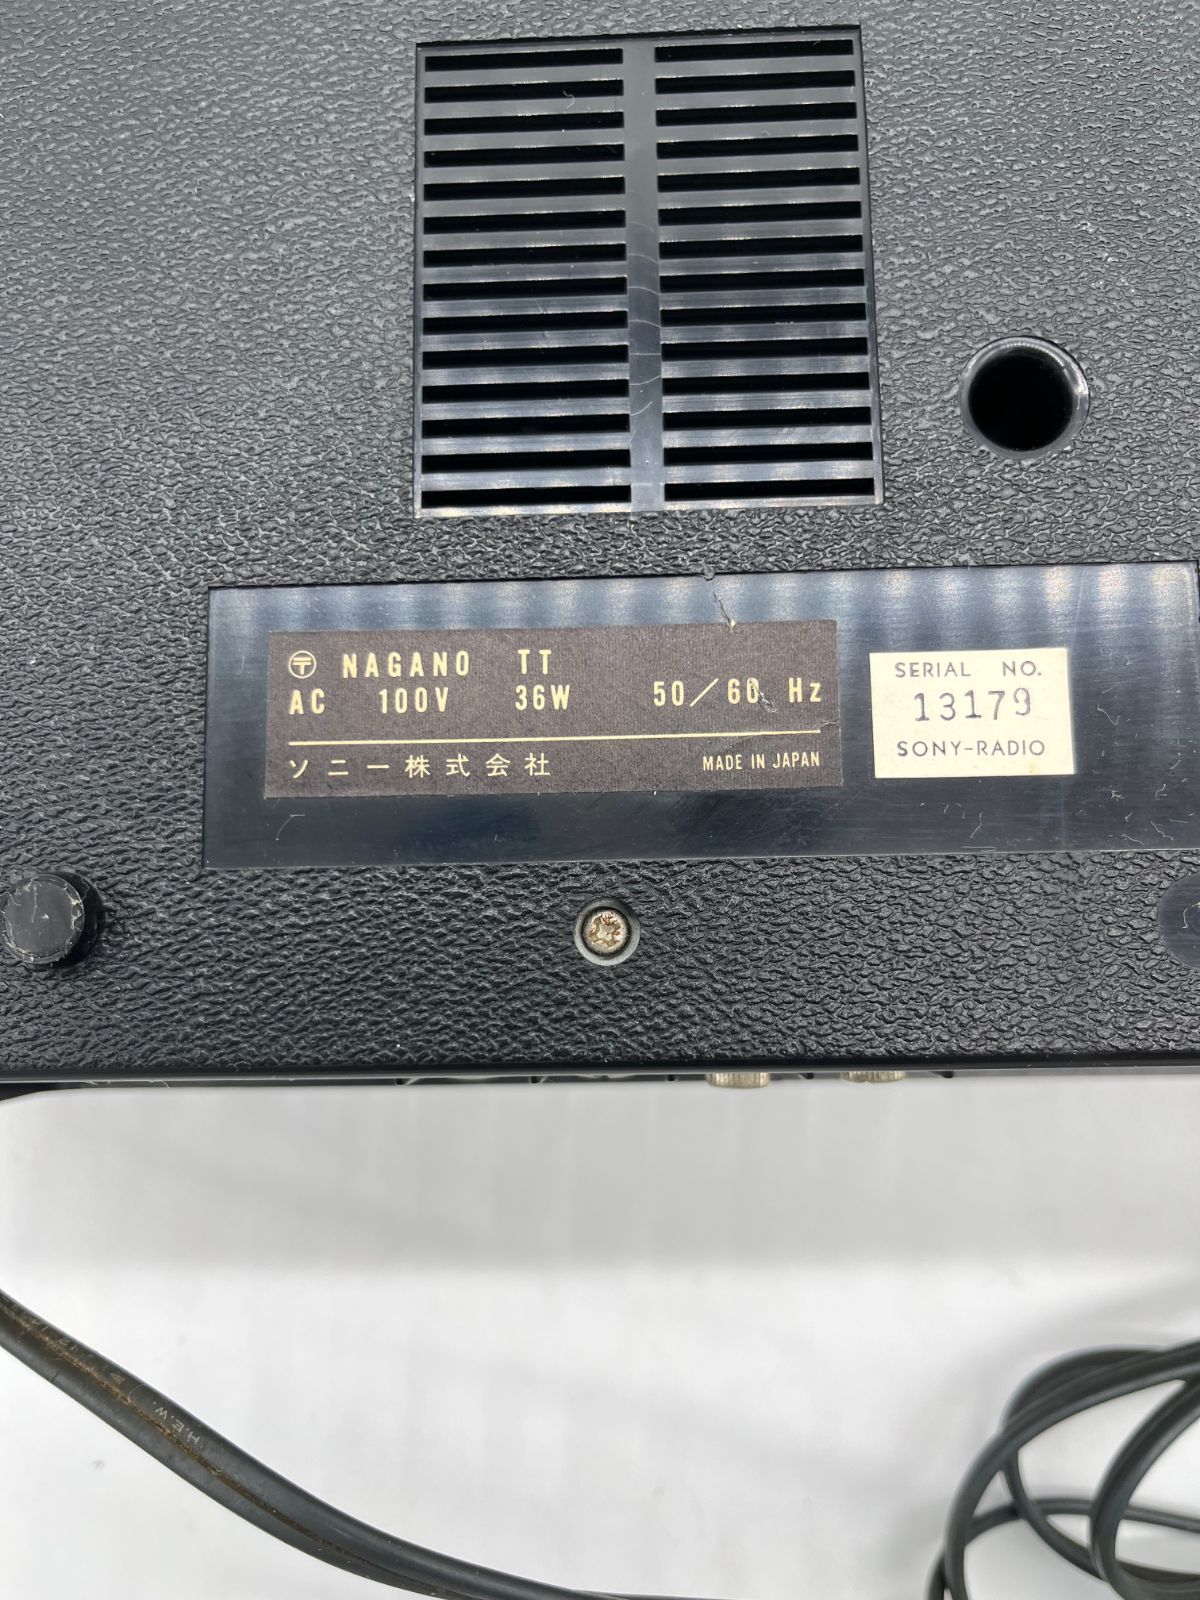 〶 NAGANO TT
AC 100V 36W 50/60 Hz
ソニー株式会社 MADE IN JAPAN
SERIAL NO.
13179
SONY-RADIO
H.E.W.